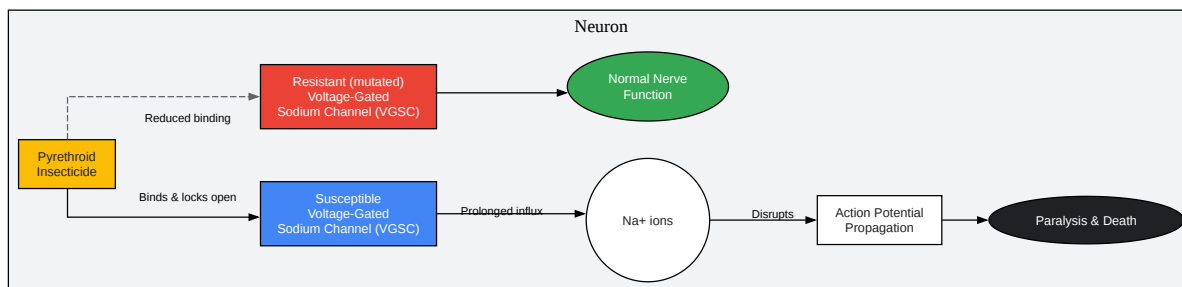 Neuron
Resistant (mutated)
Voltage-Gated
Sodium Channel (VGSC)
Normal Nerve
Function
Reduced binding
Pyrethroid
Insecticide
Binds & locks open
Susceptible
Voltage-Gated
Sodium Channel (VGSC)
Prolonged influx
Na+ ions
Disrupts
Action Potential
Propagation
Paralysis & Death